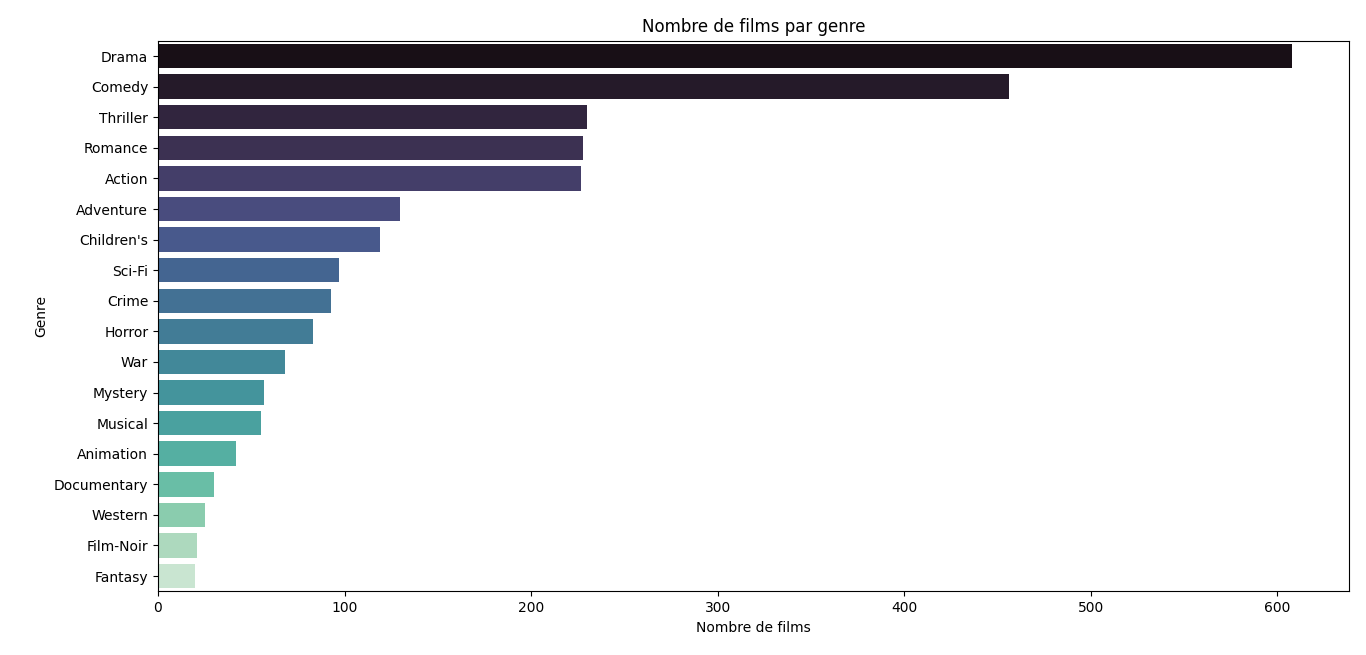 Nombre de films par genre
Genre
Drama
Comedy
Thriller
Romance
Action
Adventure
Children's
Sci-Fi
Crime
Horror
War
Mystery
Musical
Animation
Documentary
Western
Film-Noir
Fantasy
0 100 200 300 400 500 600
Nombre de films